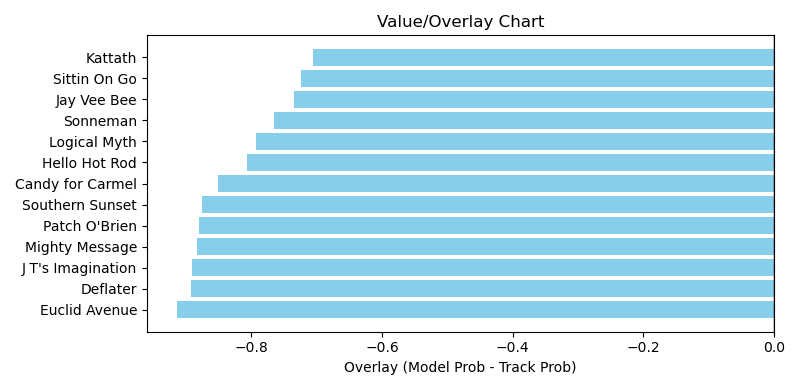 Value/Overlay Chart
Kattath
Sittin On Go
Jay Vee Bee
Sonneman
Logical Myth
Hello Hot Rod
Candy for Carmel
Southern Sunset
Patch O'Brien
Mighty Message
J T's Imagination
Deflater
Euclid Avenue
−0.8 −0.6 −0.4 −0.2 0.0
Overlay (Model Prob - Track Prob)